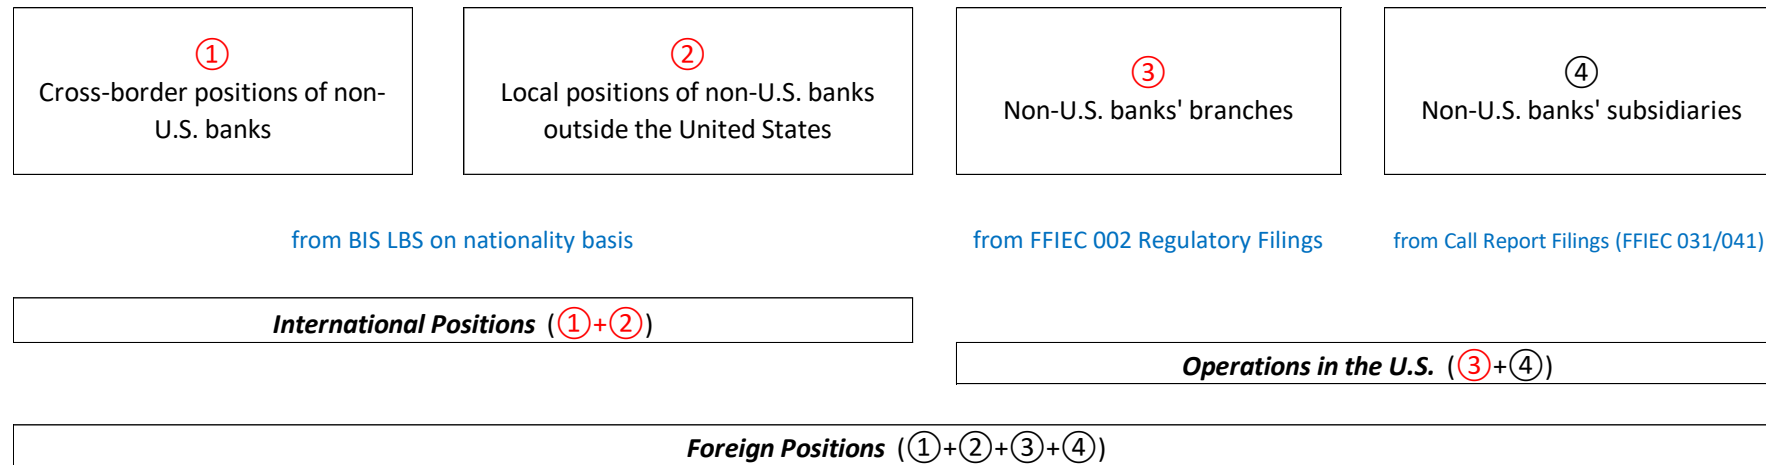 ①
Cross-border positions of non-
U.S. banks
②
Local positions of non-U.S. banks
outside the United States
③
Non-U.S. banks' branches
④
Non-U.S. banks' subsidiaries
from BIS LBS on nationality basis
from FFIEC 002 Regulatory Filings
from Call Report Filings (FFIEC 031/041)
International Positions (①+②)
Operations in the U.S. (③+④)
Foreign Positions (①+②+③+④)